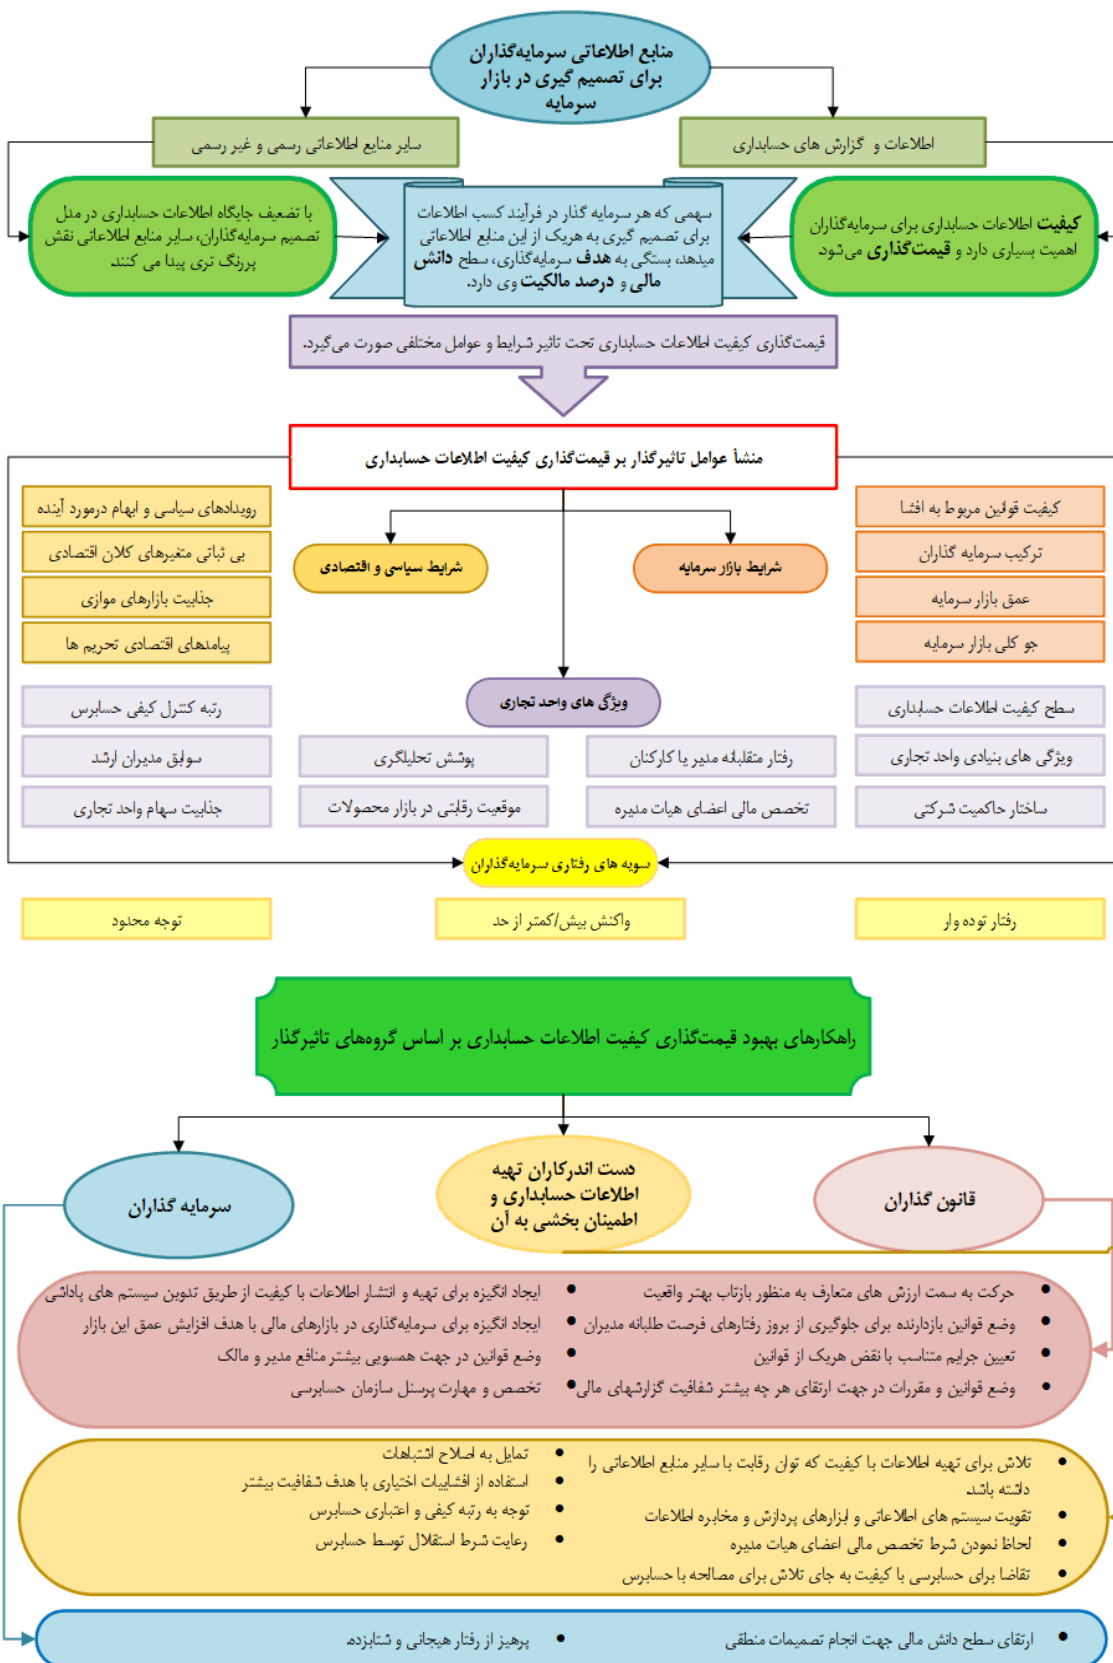 منابع اطلاعاتی سرمایه‌گذاران
برای تصمیم گیری در بازار
سرمایه
اطلاعات و گزارش های حسابداری
سایر منابع اطلاعاتی رسمی و غیر رسمی
کیفیت اطلاعات حسابداری برای سرمایه‌گذاران
اهمیت بسیاری دارد و قیمت‌گذاری می‌شود.
سهمی که هر سرمایه گذار در فرآیند کسب اطلاعات
برای تصمیم گیری به هریک از این منابع اطلاعاتی
میدهد، بستگی به هدف سرمایه‌گذاری، سطح دانش
مالی و درصد مالکیت وی دارد.
با تضعیف جایگاه اطلاعات حسابداری در مدل
تصمیم سرمایه‌گذاران، سایر منابع اطلاعاتی نقش
پررنگ تری پیدا می کنند.
قیمت‌گذاری کیفیت اطلاعات حسابداری تحت تاثیر شرایط و عوامل مختلفی صورت می‌گیرد.
منشأ عوامل تاثیرگذار بر قیمت‌گذاری کیفیت اطلاعات حسابداری
شرایط بازار سرمایه
شرایط سیاسی و اقتصادی
کیفیت قوانین مربوط به افشا
ترکیب سرمایه گذاران
عمق بازار سرمایه
جو کلی بازار سرمایه
رویدادهای سیاسی و ابهام درمورد آینده
بی ثباتی متغیرهای کلان اقتصادی
جذابیت بازارهای موازی
پیامدهای اقتصادی تحریم ها
ویژگی های واحد تجاری
سطح کیفیت اطلاعات حسابداری
رتبه کنترل کیفی حسابرس
ویژگی های بنیادی واحد تجاری
رفتار متقلبانه مدیر یا کارکنان
پوشش تحلیلگری
سوابق مدیران ارشد
ساختار حاکمیت شرکتی
تخصص مالی اعضای هیات مدیره
موقعیت رقابتی در بازار محصولات
جذابیت سهام واحد تجاری
سویه های رفتاری سرمایه‌گذاران
رفتار توده وار
واکنش بیش/کمتر از حد
توجه محدود
راهکارهای بهبود قیمت‌گذاری کیفیت اطلاعات حسابداری بر اساس گروه‌های تاثیرگذار
قانون گذاران
دست اندرکاران تهیه
اطلاعات حسابداری و
اطمینان بخشی به آن
سرمایه گذاران
• حرکت به سمت ارزش های متعارف به منظور بازتاب بهتر واقعیت
• وضع قوانین بازدارنده برای جلوگیری از بروز رفتارهای فرصت طلبانه مدیران
• تعیین جرایم متناسب با نقض هریک از قوانین
• وضع قوانین و مقررات در جهت ارتقای هر چه بیشتر شفافیت گزارشهای مالی
• ایجاد انگیزه برای تهیه و انتشار اطلاعات با کیفیت از طریق تدوین سیستم های پاداشی
• ایجاد انگیزه برای سرمایه‌گذاری در بازارهای مالی با هدف افزایش عمق این بازار
• وضع قوانین در جهت همسویی بیشتر منافع مدیر و مالک
• تخصص و مهارت پرسنل سازمان حسابرسی
• تلاش برای تهیه اطلاعات با کیفیت که توان رقابت با سایر منابع اطلاعاتی را
داشته باشد.
• تقویت سیستم های اطلاعاتی و ابزارهای پردازش و مخابره اطلاعات
• لحاظ نمودن شرط تخصص مالی اعضای هیات مدیره
• تقاضا برای حسابرسی با کیفیت به جای تلاش برای مصالحه با حسابرس
• تمایل به اصلاح اشتباهات
• استفاده از افشاییات اختیاری با هدف شفافیت بیشتر
• توجه به رتبه کیفی و اعتباری حسابرس
• رعایت شرط استقلال توسط حسابرس
• ارتقای سطح دانش مالی جهت انجام تصمیمات منطقی
• پرهیز از رفتار هیجانی و شتابزده.